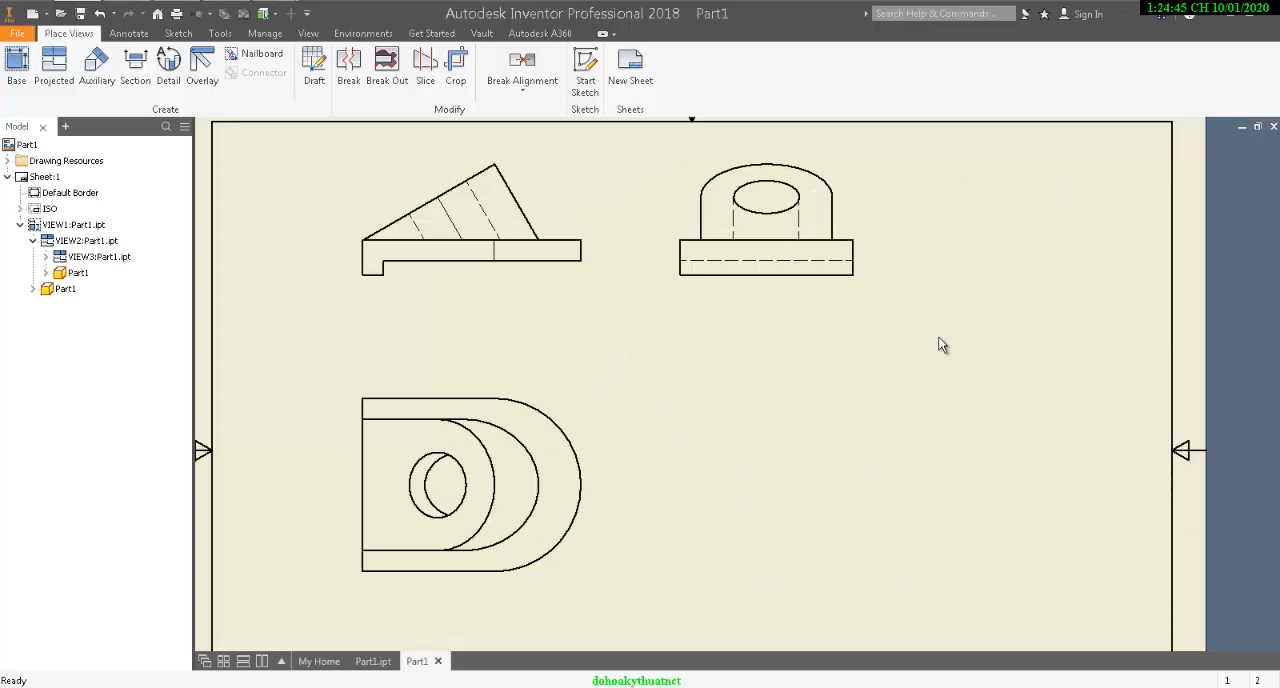 Autodesk Inventor Professional 2018 Part1
Search Help & Commands...
Sign In
1:24:45 CH 10/01/2020
File Place Views Annotate Sketch Tools Manage View Environments Get Started Vault Autodesk A360
Base Projected Auxiliary Section Detail Overlay
Nailboard
Connector
Draft Break Break Out Slice Crop Break Alignment
Start
Sketch
New Sheet
Create Modify Sketch Sheets
Model
Part1
Drawing Resources
Sheet:1
Default Border
ISO
VIEW1:Part1.ipt
VIEW2:Part1.ipt
VIEW3:Part1.ipt
Part1
Part1
My Home Part1.ipt Part1
Ready
dohoakythuatnet
1 2